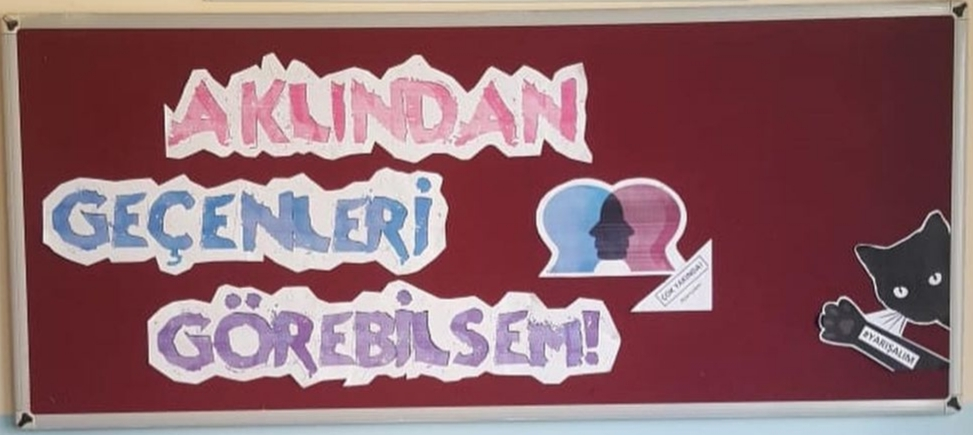 AKLINDAN
GEÇENLERİ
GÖREBİLSEM!
ÇOK YAKINDA!
#YARIŞALIM